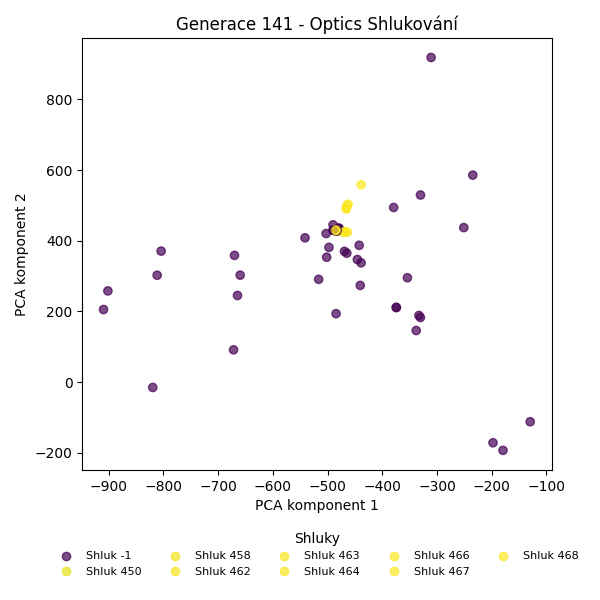 Generace 141 - Optics Shlukování
800
600
400
200
0
−200
PCA komponent 2
−900 −800 −700 −600 −500 −400 −300 −200 −100
PCA komponent 1
Shluky
Shluk -1 Shluk 458 Shluk 463 Shluk 466 Shluk 468
Shluk 450 Shluk 462 Shluk 464 Shluk 467